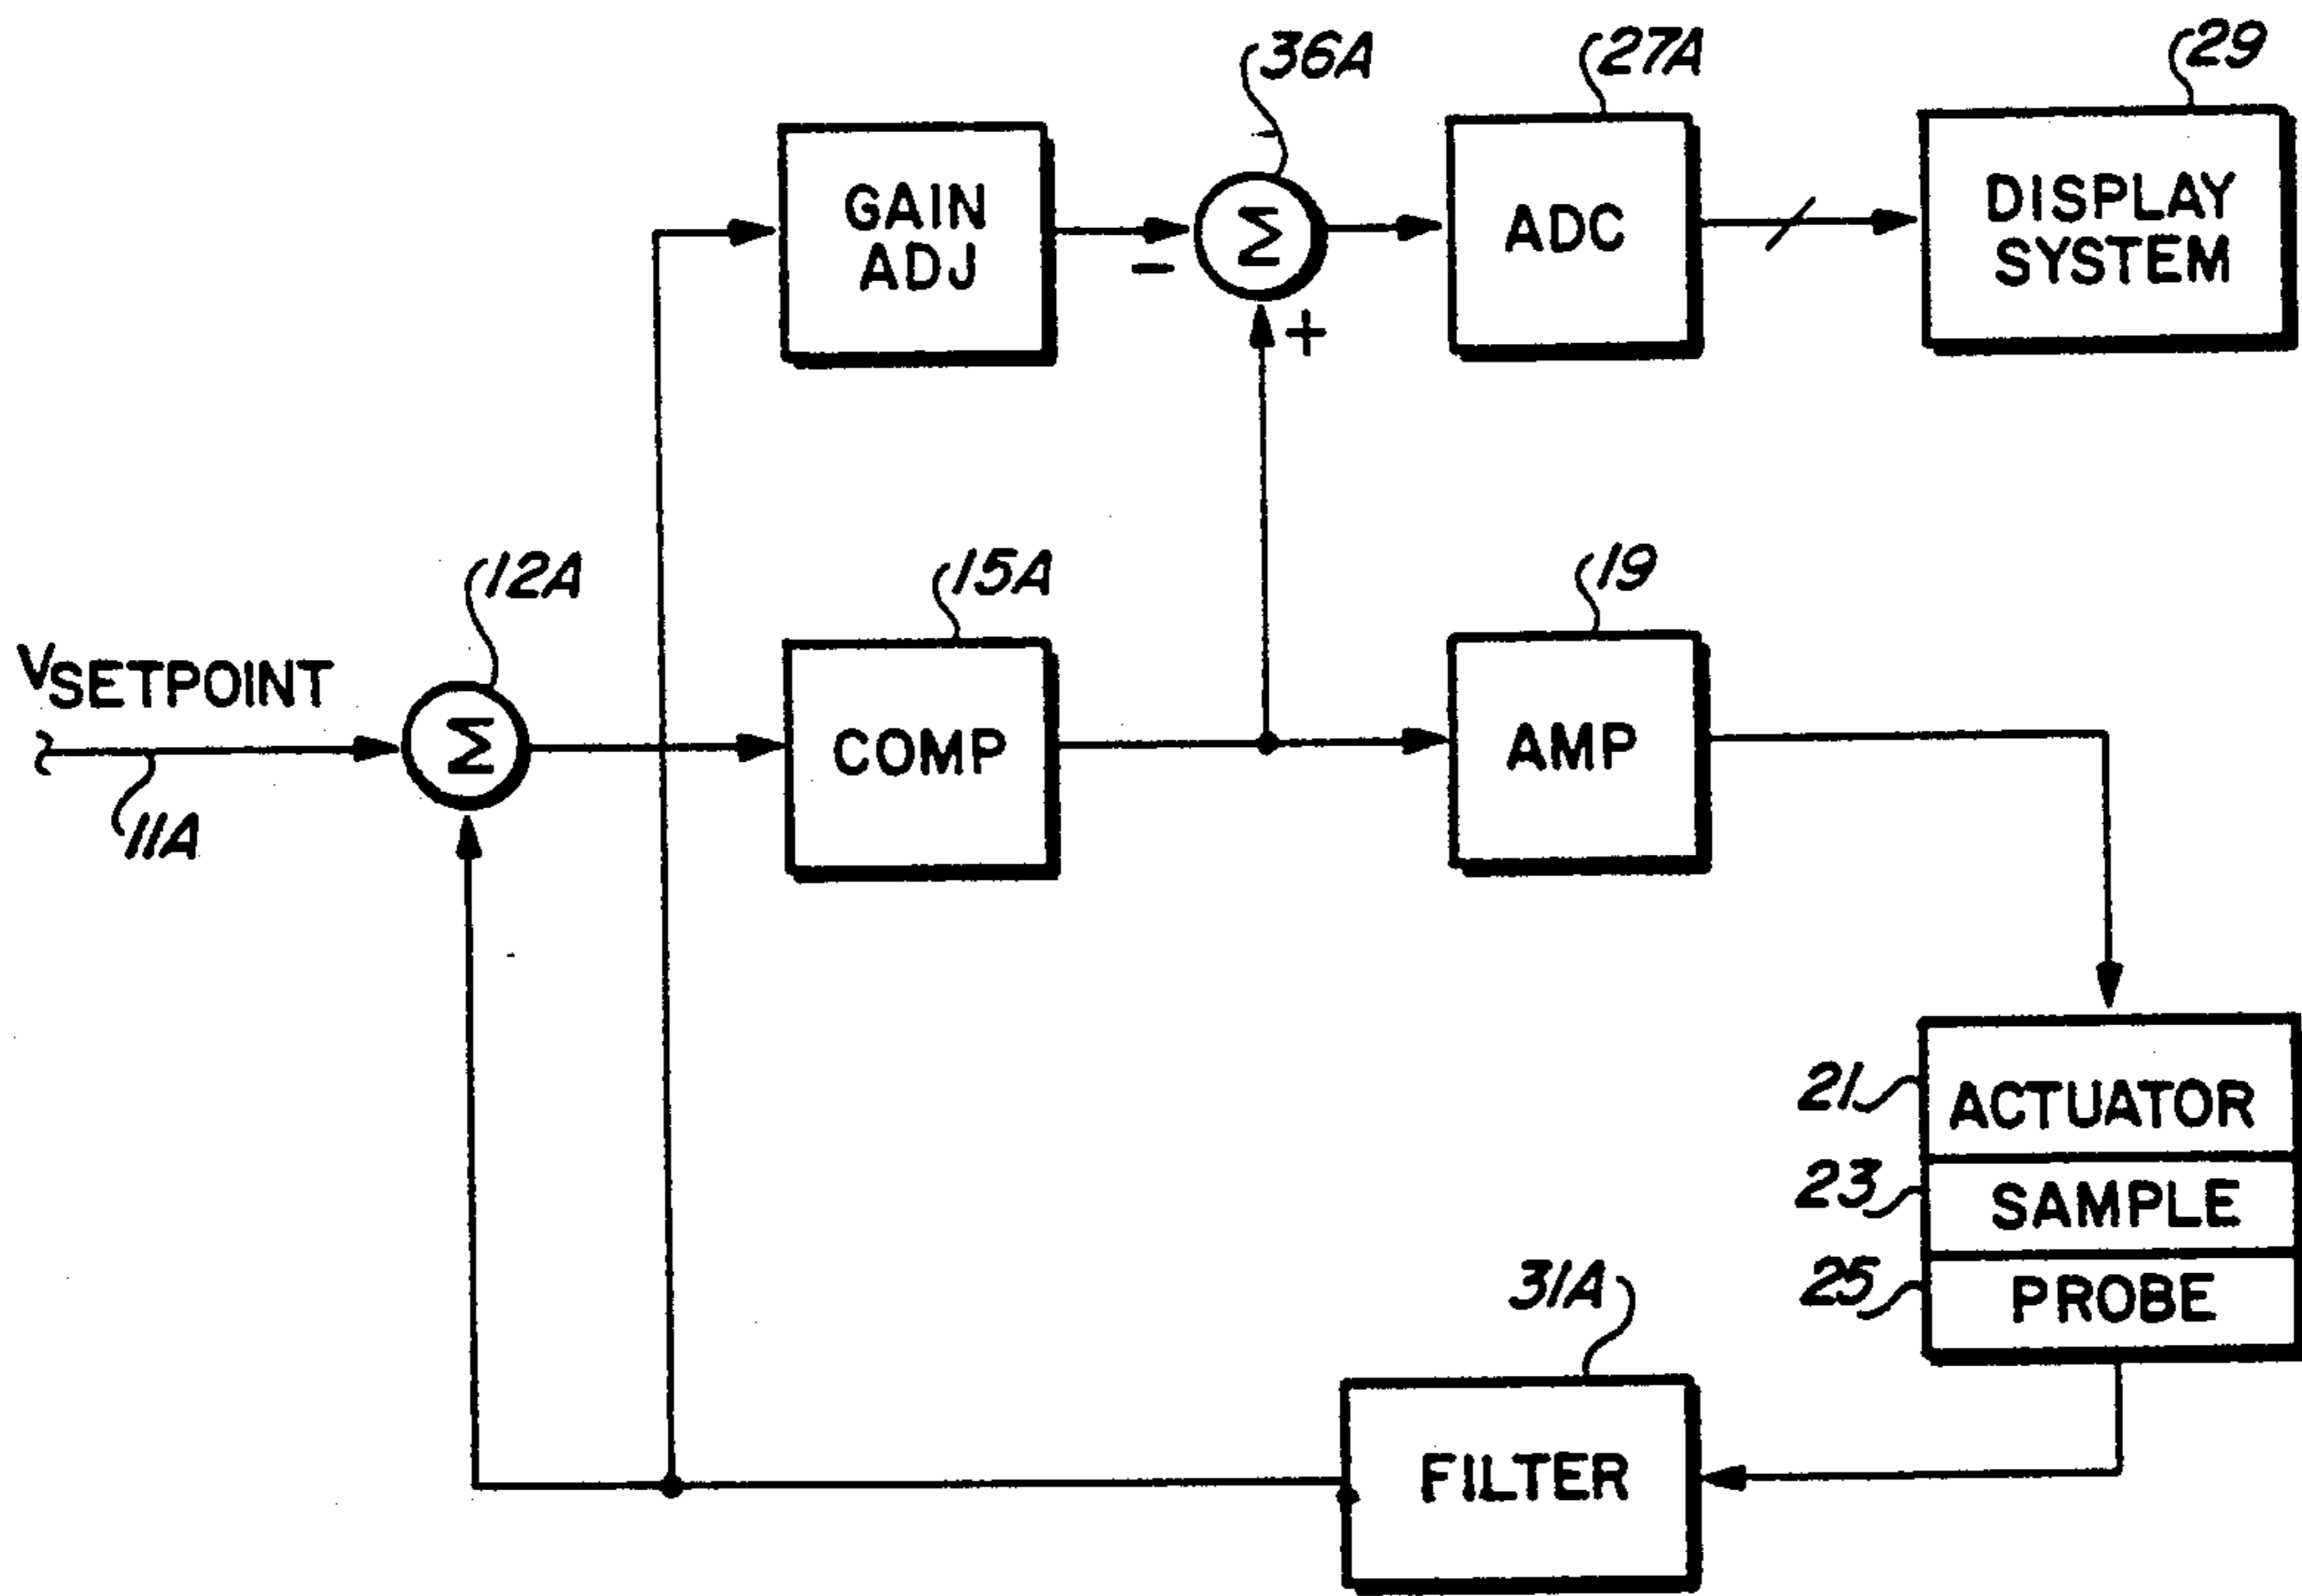 36A
27A
29
GAIN
ADJ
-
Σ
+
ADC
DISPLAY
SYSTEM
12A
15A
19
VSETPOINT
11A
Σ
COMP
AMP
21
ACTUATOR
23
SAMPLE
25
PROBE
31A
FILTER